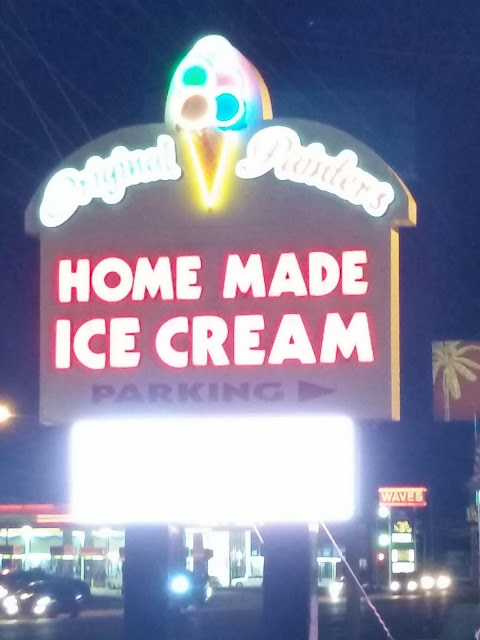 Original Painter's
HOME MADE
ICE CREAM
PARKING
WAVES